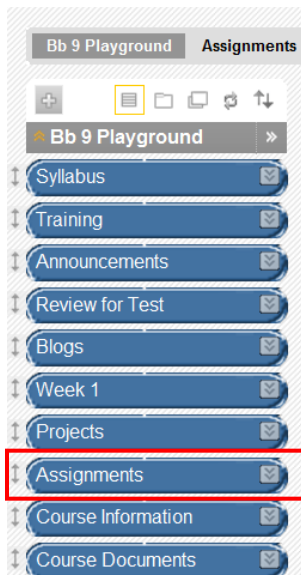 Bb 9 Playground Assignments
Bb 9 Playground
Syllabus
Training
Announcements
Review for Test
Blogs
Week 1
Projects
Assignments
Course Information
Course Documents